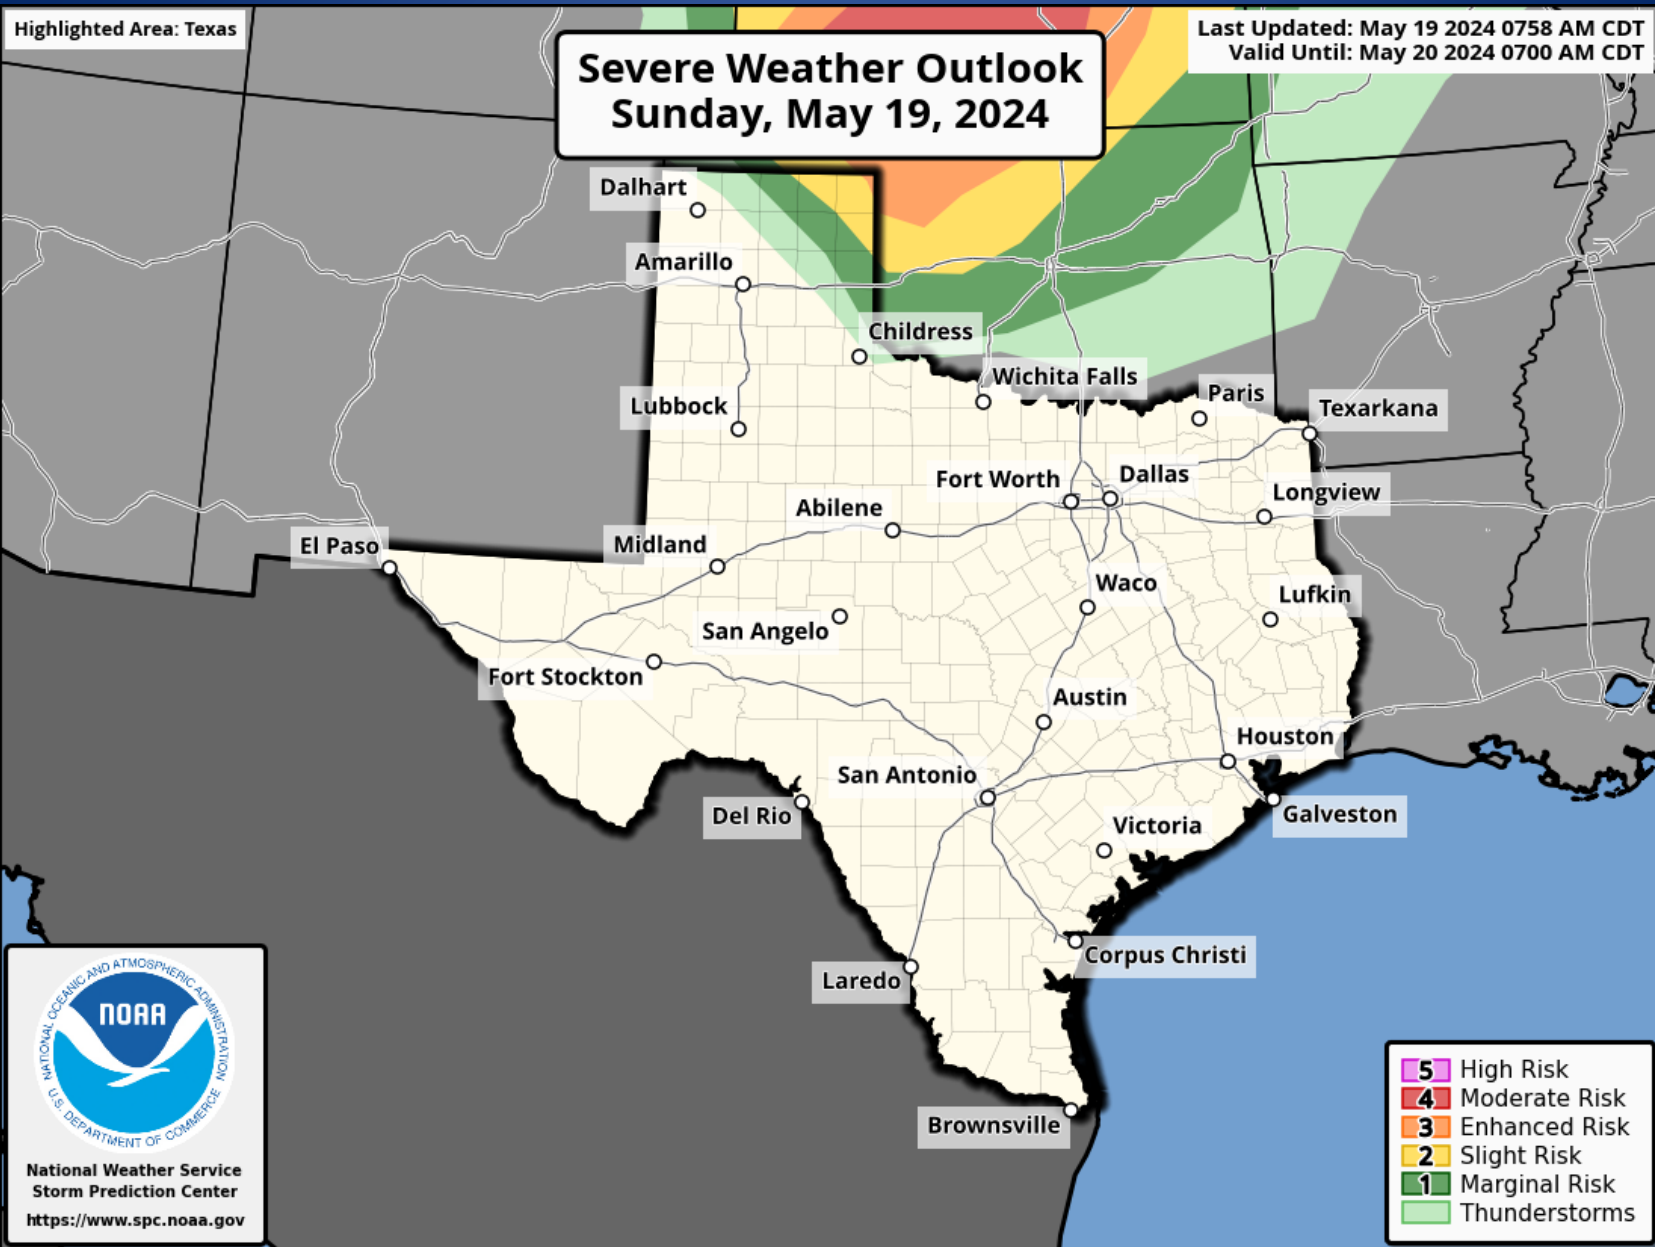 Highlighted Area: Texas
Last Updated: May 19 2024 0758 AM CDT
Valid Until: May 20 2024 0700 AM CDT
Severe Weather Outlook
Sunday, May 19, 2024
Dalhart
Amarillo
Childress
Wichita Falls
Paris
Texarkana
Lubbock
Fort Worth
Dallas
Longview
Abilene
El Paso
Midland
Waco
Lufkin
San Angelo
Fort Stockton
Austin
Houston
San Antonio
Del Rio
Galveston
Victoria
Corpus Christi
Laredo
Brownsville
NATIONAL OCEANIC AND ATMOSPHERIC ADMINISTRATION
NOAA
U.S. DEPARTMENT OF COMMERCE
National Weather Service
Storm Prediction Center
https://www.spc.noaa.gov
5 High Risk
4 Moderate Risk
3 Enhanced Risk
2 Slight Risk
1 Marginal Risk
Thunderstorms